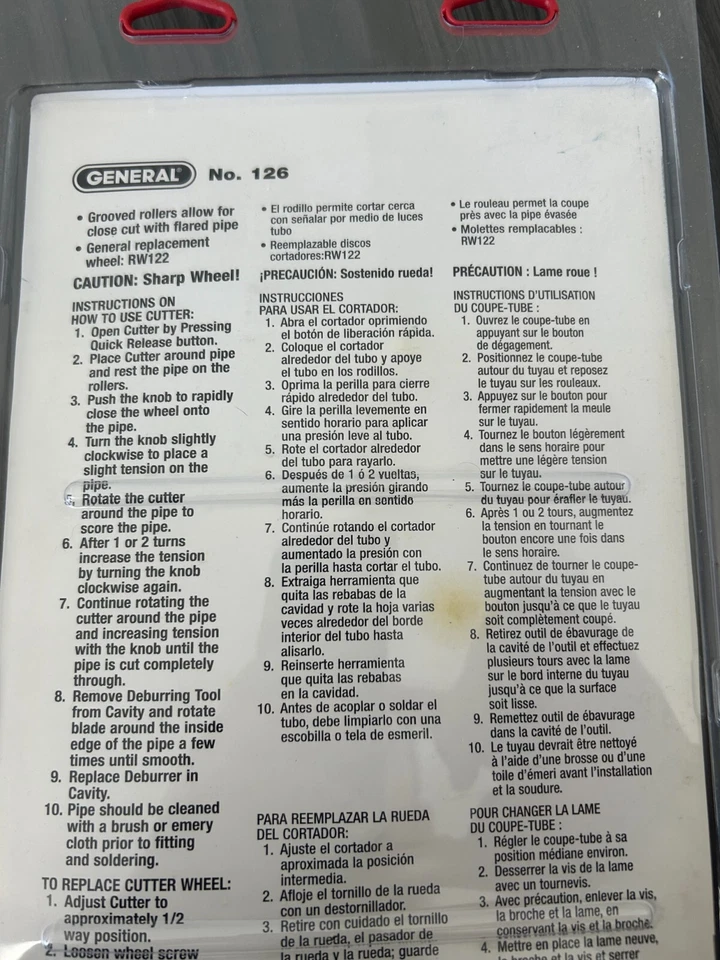 GENERAL® No. 126
• Grooved rollers allow for
close cut with flared pipe
• General replacement
wheel: RW122
CAUTION: Sharp Wheel!
INSTRUCTIONS ON
HOW TO USE CUTTER:
1. Open Cutter by Pressing
Quick Release button.
2. Place Cutter around pipe
and rest the pipe on the
rollers.
3. Push the knob to rapidly
close the wheel onto
the pipe.
4. Turn the knob slightly
clockwise to place a
slight tension on the
pipe.
5. Rotate the cutter
around the pipe to
score the pipe.
6. After 1 or 2 turns
increase the tension
by turning the knob
clockwise again.
7. Continue rotating the
cutter around the pipe
and increasing tension
with the knob until the
pipe is cut completely
through.
8. Remove Deburring Tool
from Cavity and rotate
blade around the inside
edge of the pipe a few
times until smooth.
9. Replace Deburrer in
Cavity.
10. Pipe should be cleaned
with a brush or emery
cloth prior to fitting
and soldering.
TO REPLACE CUTTER WHEEL:
1. Adjust Cutter to
approximately 1/2
way position.
2. Loosen wheel screw
• El rodillo permite cortar cerca
con señalar por medio de luces
tubo
• Reemplazable discos
cortadores:RW122
¡PRECAUCIÓN: Sostenido rueda!
INSTRUCCIONES
PARA USAR EL CORTADOR:
1. Abra el cortador oprimiendo
el botón de liberación rápida.
2. Coloque el cortador
alrededor del tubo y apoye
el tubo en los rodillos.
3. Oprima la perilla para cierre
rápido alrededor del tubo.
4. Gire la perilla levemente en
sentido horario para aplicar
una presión leve al tubo.
5. Rote el cortador alrededor
del tubo para rayarlo.
6. Después de 1 ó 2 vueltas,
aumente la presión girando
más la perilla en sentido
horario.
7. Continúe rotando el cortador
alrededor del tubo y
aumentado la presión con
la perilla hasta cortar el tubo.
8. Extraiga herramienta que
quita las rebabas de la
cavidad y rote la hoja varias
veces alrededor del borde
interior del tubo hasta
alisarlo.
9. Reinserte herramienta
que quita las rebabas
en la cavidad.
10. Antes de acoplar o soldar el
tubo, debe limpiarlo con una
escobilla o tela de esmeril.
PARA REEMPLAZAR LA RUEDA
DEL CORTADOR:
1. Ajuste el cortador a
aproximada la posición
intermedia.
2. Afloje el tornillo de la rueda
con un destornillador.
3. Retire con cuidado el tornillo
de la rueda, el pasador de
la rueda y la rueda; guarde
• Le rouleau permet la coupe
près avec la pipe évasée
• Molettes remplacables :
RW122
PRÉCAUTION : Lame roue !
INSTRUCTIONS D'UTILISATION
DU COUPE-TUBE :
1. Ouvrez le coupe-tube en
appuyant sur le bouton
de dégagement.
2. Positionnez le coupe-tube
autour du tuyau et reposez
le tuyau sur les rouleaux.
3. Appuyez sur le bouton pour
fermer rapidement la meule
sur le tuyau.
4. Tournez le bouton légèrement
dans le sens horaire pour
mettre une légère tension
sur le tuyau.
5. Tournez le coupe-tube autour
du tuyau pour érafler le tuyau.
6. Après 1 ou 2 tours, augmentez
la tension en tournant le
bouton encore une fois dans
le sens horaire.
7. Continuez de tourner le coupe-
tube autour du tuyau en
augmentant la tension avec le
bouton jusqu'à ce que le tuyau
soit complètement coupé.
8. Retirez outil de ébavurage de
la cavité de l'outil et effectuez
plusieurs tours avec la lame
sur le bord interne du tuyau
jusqu'à ce que la surface
soit lisse.
9. Remettez outil de ébavurage
dans la cavité de l'outil.
10. Le tuyau devrait être nettoyé
à l'aide d'une brosse ou d'une
toile d'émeri avant l'installation
et la soudure.
POUR CHANGER LA LAME
DU COUPE-TUBE :
1. Régler le coupe-tube à sa
position médiane environ.
2. Desserrer la vis de la lame
avec un tournevis.
3. Avec précaution, enlever la vis,
la broche et la lame, en
conservant la vis et la broche.
4. Mettre en place la lame neuve,
la broche et la vis et serrer